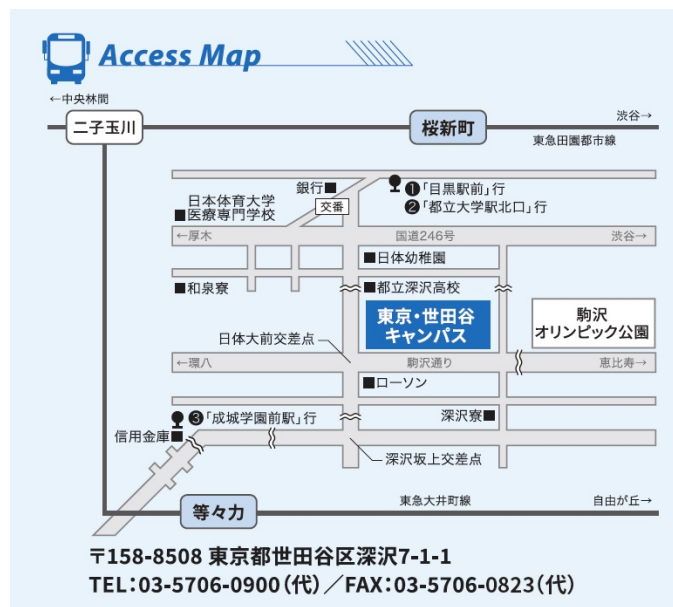 Access Map
←中央林間
二子玉川
桜新町
渋谷→
東急田園都市線
銀行■
❶「目黒駅前」行
❷「都立大学駅北口」行
交番
日本体育大学
■医療専門学校
←厚木
国道246号
渋谷→
■日体幼稚園
■和泉寮
■都立深沢高校
東京・世田谷
キャンパス
駒沢
オリンピック公園
日体大前交差点
←環八
駒沢通り
恵比寿→
■ローソン
❸「成城学園前駅」行
深沢寮■
信用金庫■
深沢坂上交差点
等々力
東急大井町線
自由が丘→
〒158-8508 東京都世田谷区深沢7-1-1
TEL:03-5706-0900(代)/FAX:03-5706-0823(代)